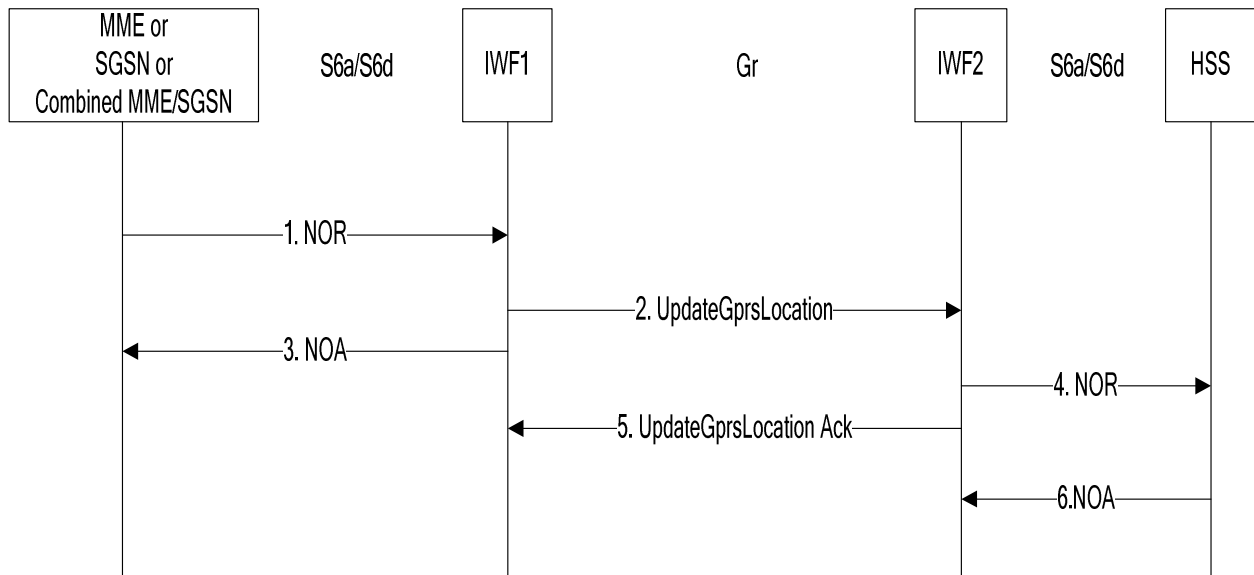 MME or
SGSN or
Combined MME/SGSN
S6a/S6d
IWF1
Gr
IWF2
S6a/S6d
HSS
1. NOR
2. UpdateGprsLocation
3. NOA
4. NOR
5. UpdateGprsLocation Ack
6.NOA